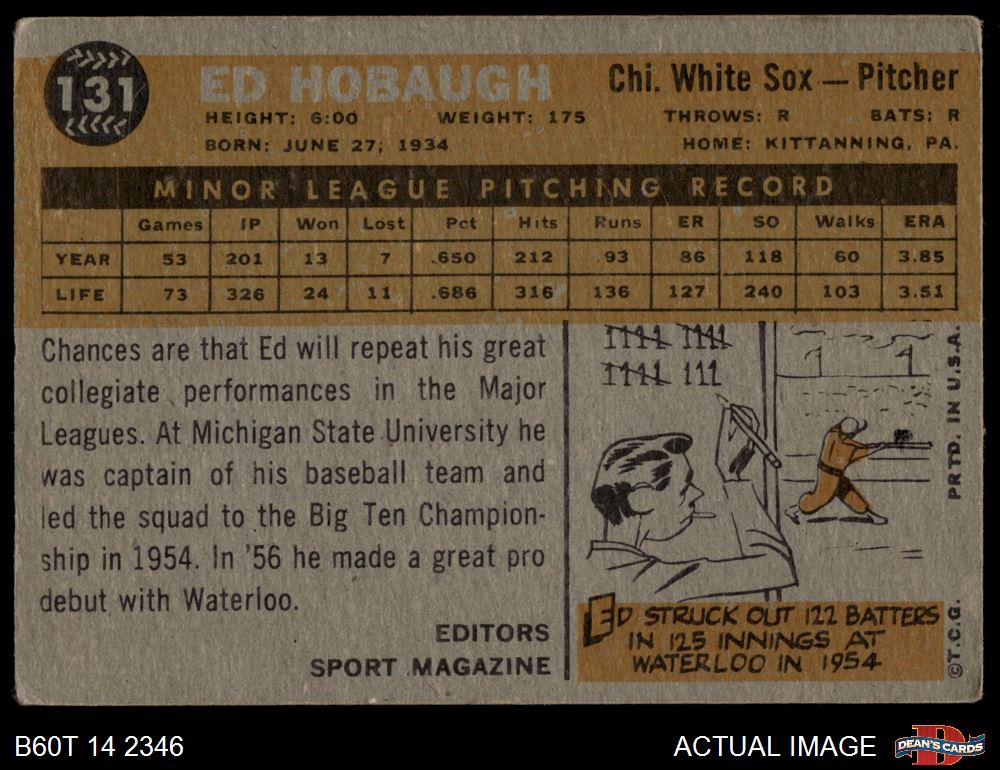 131
ED HOBAUGH
Chi. White Sox — Pitcher
HEIGHT: 6:00 WEIGHT: 175 THROWS: R BATS: R
BORN: JUNE 27, 1934 HOME: KITTANNING, PA.
MINOR LEAGUE PITCHING RECORD
Games IP Won Lost Pct Hits Runs ER SO Walks ERA
YEAR 53 201 13 7 .650 212 93 86 118 60 3.85
LIFE 73 326 24 11 .686 316 136 127 240 103 3.51
Chances are that Ed will repeat his great
collegiate performances in the Major
Leagues. At Michigan State University he
was captain of his baseball team and
led the squad to the Big Ten Champion-
ship in 1954. In '56 he made a great pro
debut with Waterloo.
EDITORS
SPORT MAGAZINE
ED STRUCK OUT 122 BATTERS
IN 125 INNINGS AT
WATERLOO IN 1954
©T.C.G. PRTD. IN U.S.A.
B60T 14 2346
ACTUAL IMAGE
D
DEAN'S CARDS